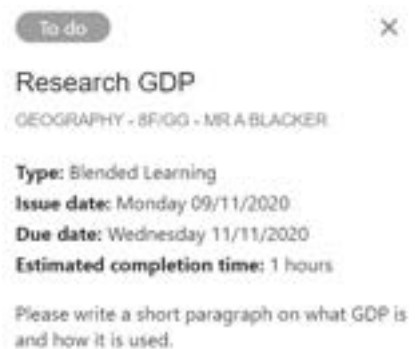 To do
Research GDP
GEOGRAPHY - 8F/GG - MR A BLACKER
Type: Blended Learning
Issue date: Monday 09/11/2020
Due date: Wednesday 11/11/2020
Estimated completion time: 1 hours
Please write a short paragraph on what GDP is
and how it is used.